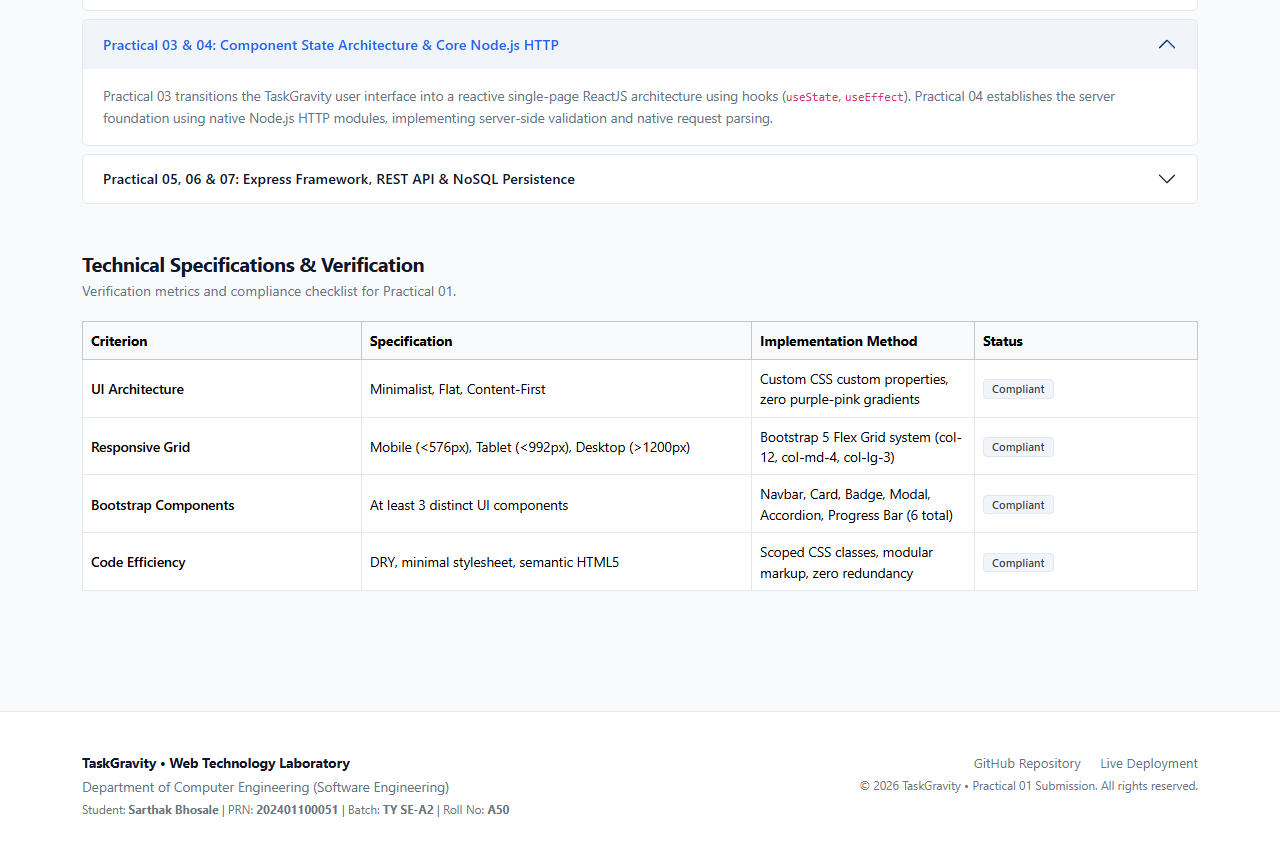 Practical 03 & 04: Component State Architecture & Core Node.js HTTP
Practical 03 transitions the TaskGravity user interface into a reactive single-page ReactJS architecture using hooks (useState, useEffect). Practical 04 establishes the server
foundation using native Node.js HTTP modules, implementing server-side validation and native request parsing.
Practical 05, 06 & 07: Express Framework, REST API & NoSQL Persistence
Technical Specifications & Verification
Verification metrics and compliance checklist for Practical 01.
Criterion Specification Implementation Method Status
UI Architecture Minimalist, Flat, Content-First Custom CSS custom properties, Compliant
zero purple-pink gradients
Responsive Grid Mobile (<576px), Tablet (<992px), Desktop (>1200px) Bootstrap 5 Flex Grid system (col- Compliant
12, col-md-4, col-lg-3)
Bootstrap Components At least 3 distinct UI components Navbar, Card, Badge, Modal, Compliant
Accordion, Progress Bar (6 total)
Code Efficiency DRY, minimal stylesheet, semantic HTML5 Scoped CSS classes, modular Compliant
markup, zero redundancy
TaskGravity • Web Technology Laboratory
Department of Computer Engineering (Software Engineering)
Student: Sarthak Bhosale | PRN: 202401100051 | Batch: TY SE-A2 | Roll No: A50
GitHub Repository Live Deployment
© 2026 TaskGravity • Practical 01 Submission. All rights reserved.